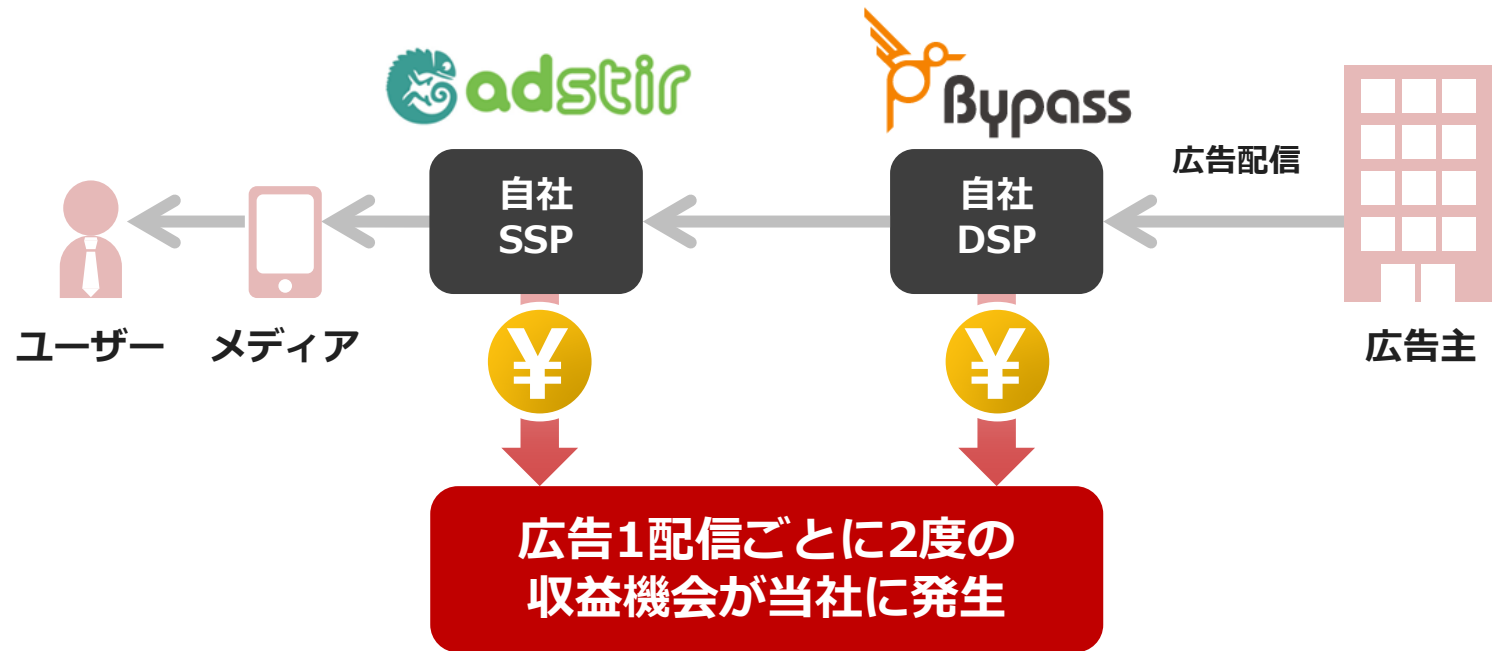 adstir
Bypass
広告配信
自社
SSP
自社
DSP
ユーザー
メディア
広告主
¥
¥
広告1配信ごとに2度の
収益機会が当社に発生